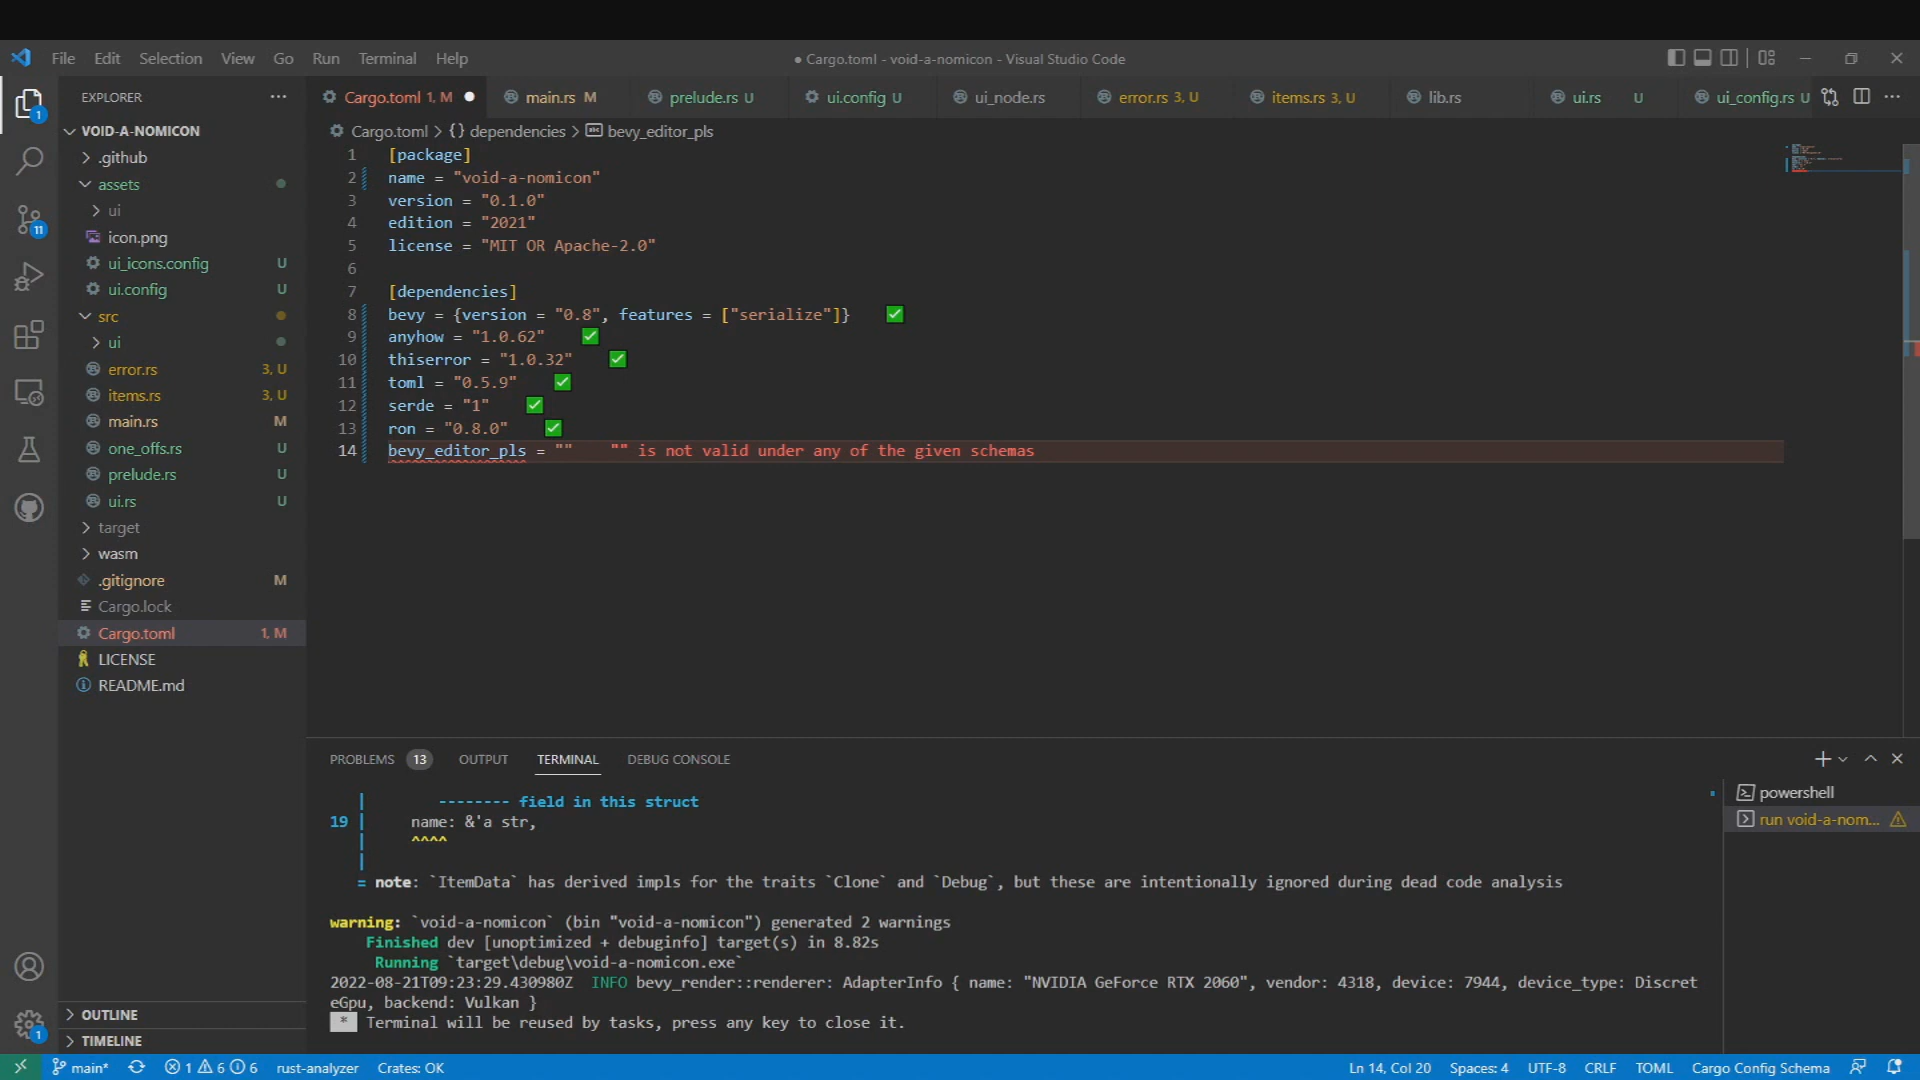 File Edit Selection View Go Run Terminal Help
● Cargo.toml - void-a-nomicon - Visual Studio Code
EXPLORER ···
Cargo.toml 1, M ●
main.rs M
prelude.rs U
ui.config U
ui_node.rs
error.rs 3, U
items.rs 3, U
lib.rs
ui.rs U
ui_config.rs U
Cargo.toml > {} dependencies > bevy_editor_pls
VOID-A-NOMICON
.github
assets
ui
icon.png
ui_icons.config U
ui.config U
src
ui
error.rs 3, U
items.rs 3, U
main.rs M
one_offs.rs U
prelude.rs U
ui.rs U
target
wasm
.gitignore M
Cargo.lock
Cargo.toml 1, M
LICENSE
README.md
OUTLINE
TIMELINE
1
11
1
1 [package]
2 name = "void-a-nomicon"
3 version = "0.1.0"
4 edition = "2021"
5 license = "MIT OR Apache-2.0"
6
7 [dependencies]
8 bevy = {version = "0.8", features = ["serialize"]} ✅
9 anyhow = "1.0.62" ✅
10 thiserror = "1.0.32" ✅
11 toml = "0.5.9" ✅
12 serde = "1" ✅
13 ron = "0.8.0" ✅
14 bevy_editor_pls = "" "" is not valid under any of the given schemas
PROBLEMS 13 OUTPUT TERMINAL DEBUG CONSOLE
| -------- field in this struct
19 | name: &'a str,
| ^^^^
|
= note: `ItemData` has derived impls for the traits `Clone` and `Debug`, but these are intentionally ignored during dead code analysis
warning: `void-a-nomicon` (bin "void-a-nomicon") generated 2 warnings
Finished dev [unoptimized + debuginfo] target(s) in 8.82s
Running `target\debug\void-a-nomicon.exe`
2022-08-21T09:23:29.430980Z INFO bevy_render::renderer: AdapterInfo { name: "NVIDIA GeForce RTX 2060", vendor: 4318, device: 7944, device_type: Discret
eGpu, backend: Vulkan }
* Terminal will be reused by tasks, press any key to close it.
powershell
run void-a-nom...
main* 1 6 6 rust-analyzer Crates: OK
Ln 14, Col 20 Spaces: 4 UTF-8 CRLF TOML Cargo Config Schema